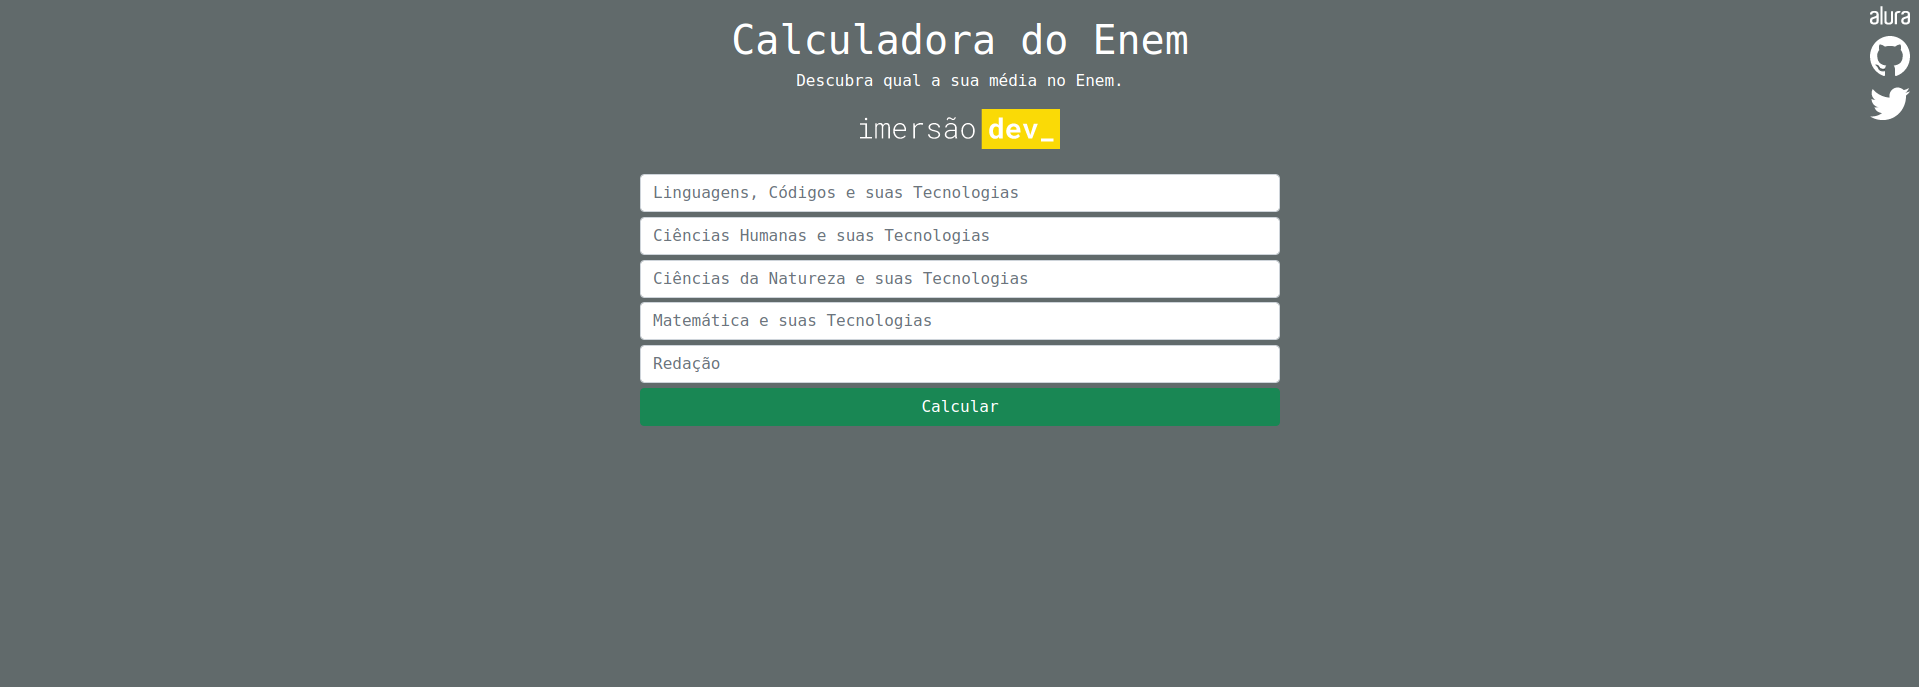 Calculadora do Enem
Descubra qual a sua média no Enem.
imersão dev_
Linguagens, Códigos e suas Tecnologias
Ciências Humanas e suas Tecnologias
Ciências da Natureza e suas Tecnologias
Matemática e suas Tecnologias
Redação
Calcular
alura